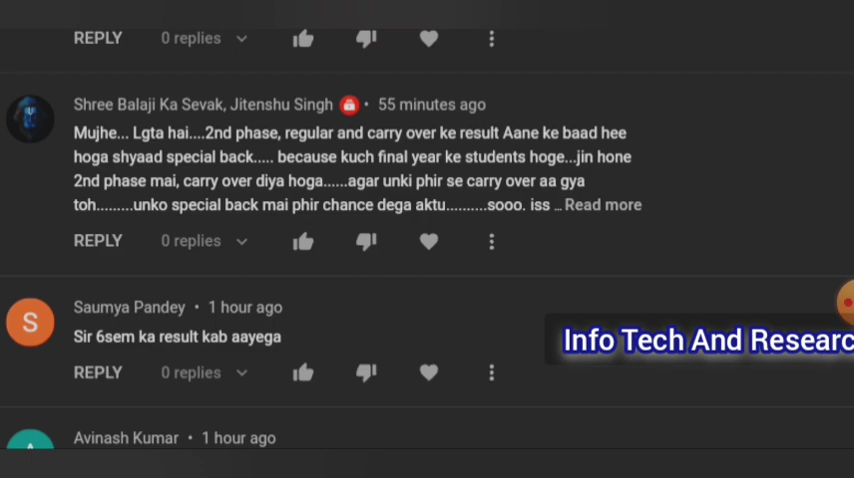 REPLY 0 replies
Shree Balaji Ka Sevak, Jitenshu Singh • 55 minutes ago
Mujhe... Lgta hai....2nd phase, regular and carry over ke result Aane ke baad hee
hoga shyaad special back..... because kuch final year ke students hoge...jin hone
2nd phase mai, carry over diya hoga......agar unki phir se carry over aa gya
toh.........unko special back mai phir chance dega aktu..........sooo. iss ... Read more
REPLY 0 replies
S
Saumya Pandey • 1 hour ago
Sir 6sem ka result kab aayega
Info Tech And Researc
REPLY 0 replies
A
Avinash Kumar • 1 hour ago